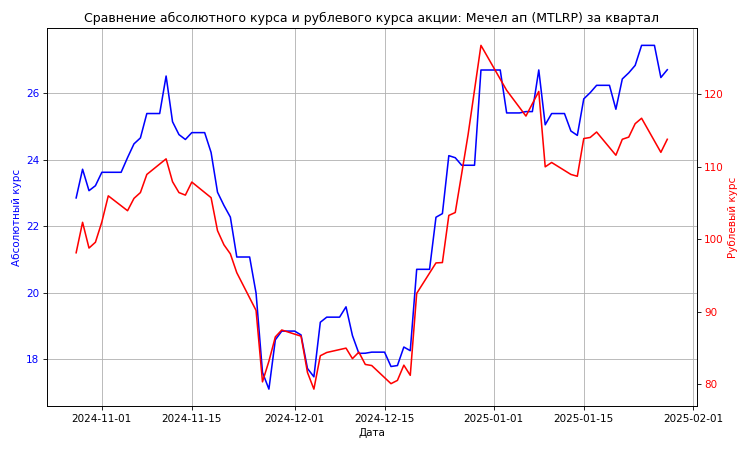 Сравнение абсолютного курса и рублевого курса акции: Мечел ап (MTLRP) за квартал
Абсолютный курс
26
24
22
20
18
120
110
100
90
80
Рублевый курс
2024-11-01 2024-11-15 2024-12-01 2024-12-15 2025-01-01 2025-01-15 2025-02-01
Дата